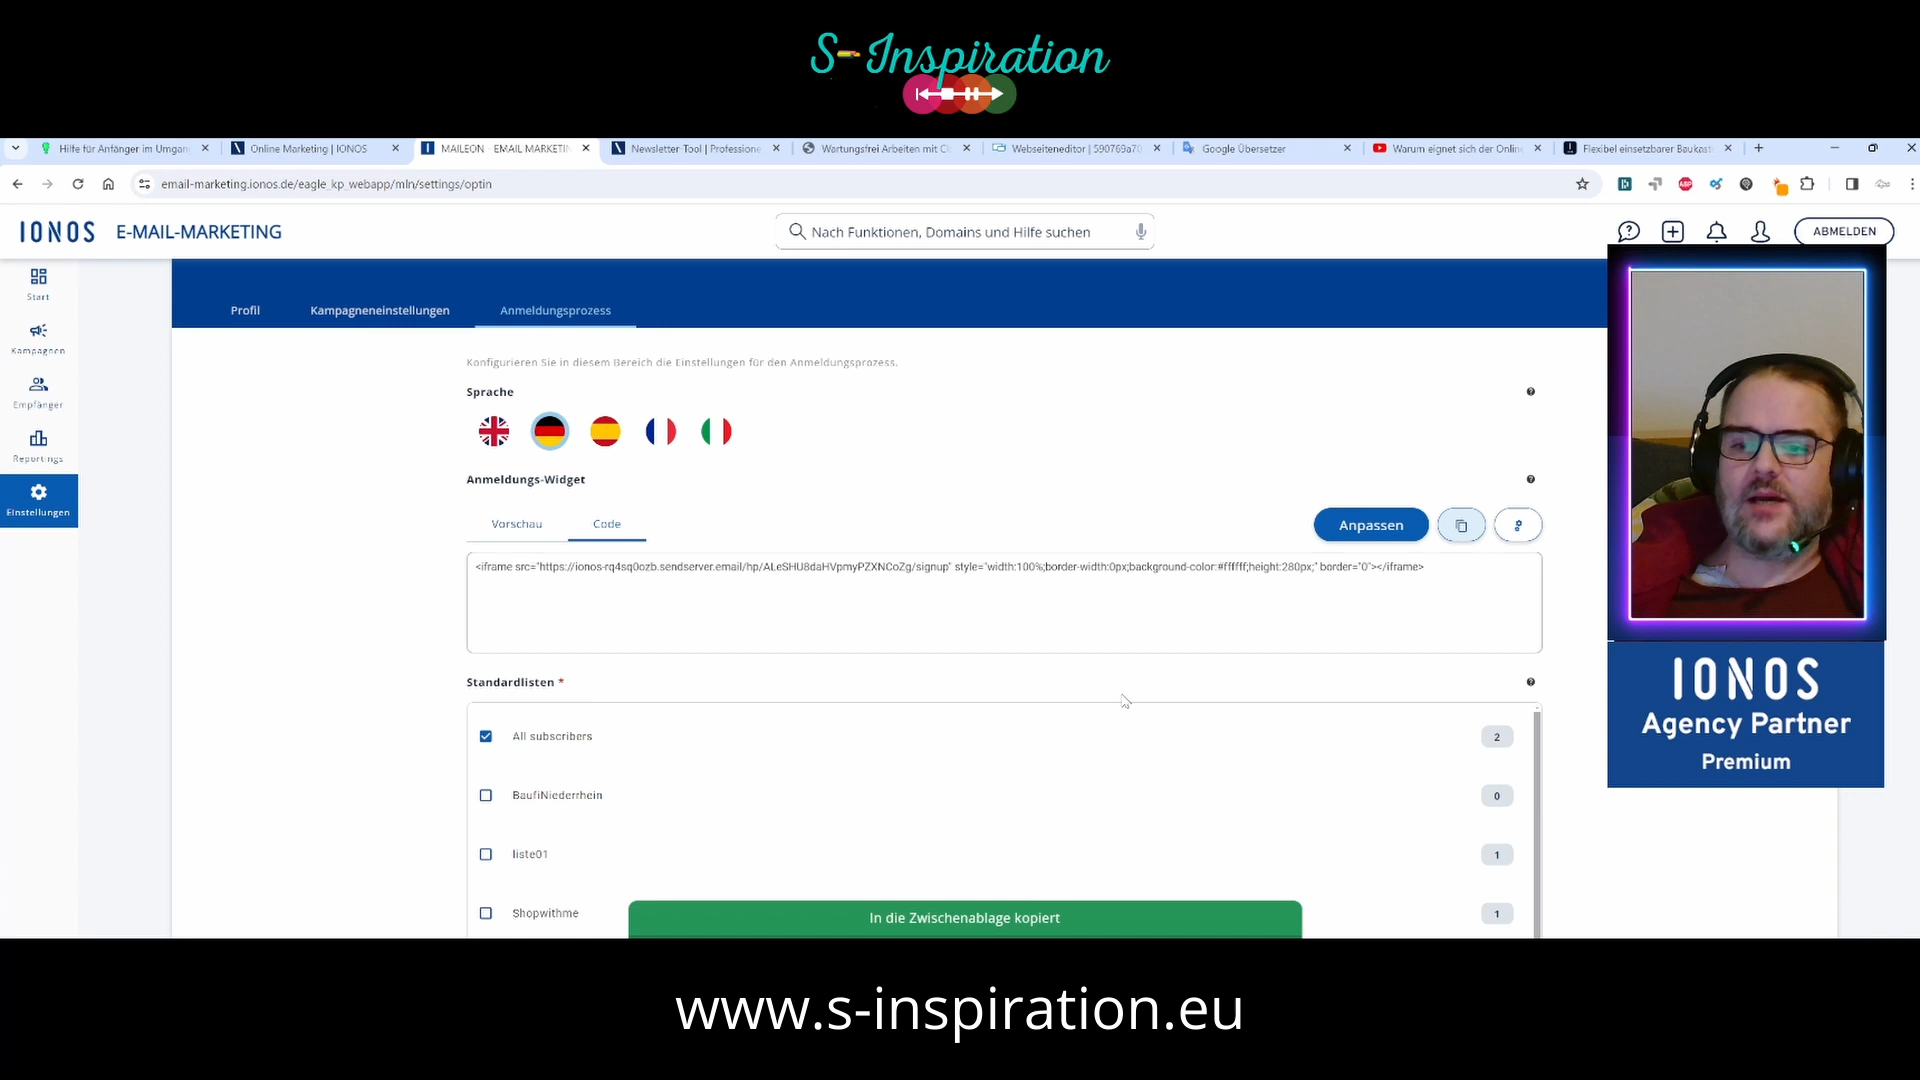 S-Inspiration
Hilfe für Anfänger im Umgan
Online Marketing | IONOS
MAILEON - EMAIL MARKETIN
Newsletter-Tool | Professione
Wartungsfrei Arbeiten mit C
Webseiteneditor | 590769a70
Google Übersetzer
Warum eignet sich der Onlin
Flexibel einsetzbarer Baukast
email-marketing.ionos.de/eagle_kp_webapp/mln/settings/optin
ABP
IONOS E-MAIL-MARKETING
Nach Funktionen, Domains und Hilfe suchen
ABMELDEN
Start
Kampagnen
Empfänger
Reportings
Einstellungen
Profil
Kampagneneinstellungen
Anmeldungsprozess
Konfigurieren Sie in diesem Bereich die Einstellungen für den Anmeldungsprozess.
Sprache
Anmeldungs-Widget
Vorschau
Code
Anpassen
<iframe src="https://ionos-rq4sq0ozb.sendserver.email/hp/ALeSHU8daHVpmyPZXNCoZg/signup" style="width:100%;border-width:0px;background-color:#ffffff;height:280px;" border="0"></iframe>
Standardlisten *
All subscribers
2
BaufiNiederrhein
0
liste01
1
Shopwithme
1
In die Zwischenablage kopiert
IONOS
Agency Partner
Premium
www.s-inspiration.eu